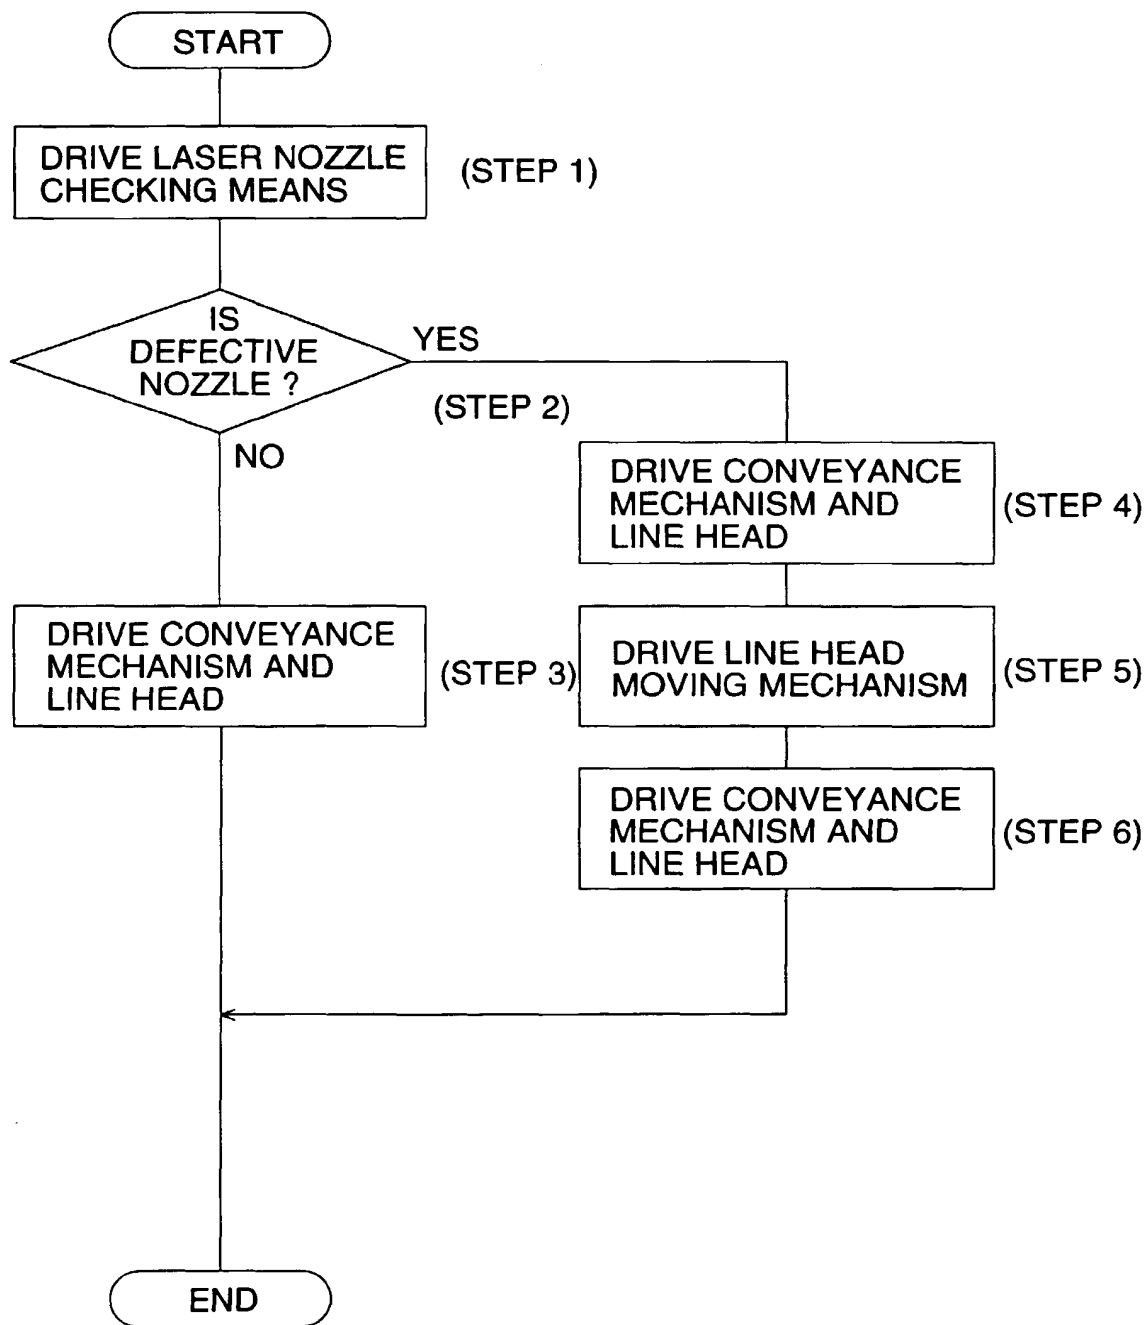 START
DRIVE LASER NOZZLE
CHECKING MEANS
(STEP 1)
IS
DEFECTIVE
NOZZLE ?
YES
(STEP 2)
NO
DRIVE CONVEYANCE
MECHANISM AND
LINE HEAD
(STEP 3)
DRIVE CONVEYANCE
MECHANISM AND
LINE HEAD
(STEP 4)
DRIVE LINE HEAD
MOVING MECHANISM
(STEP 5)
DRIVE CONVEYANCE
MECHANISM AND
LINE HEAD
(STEP 6)
END